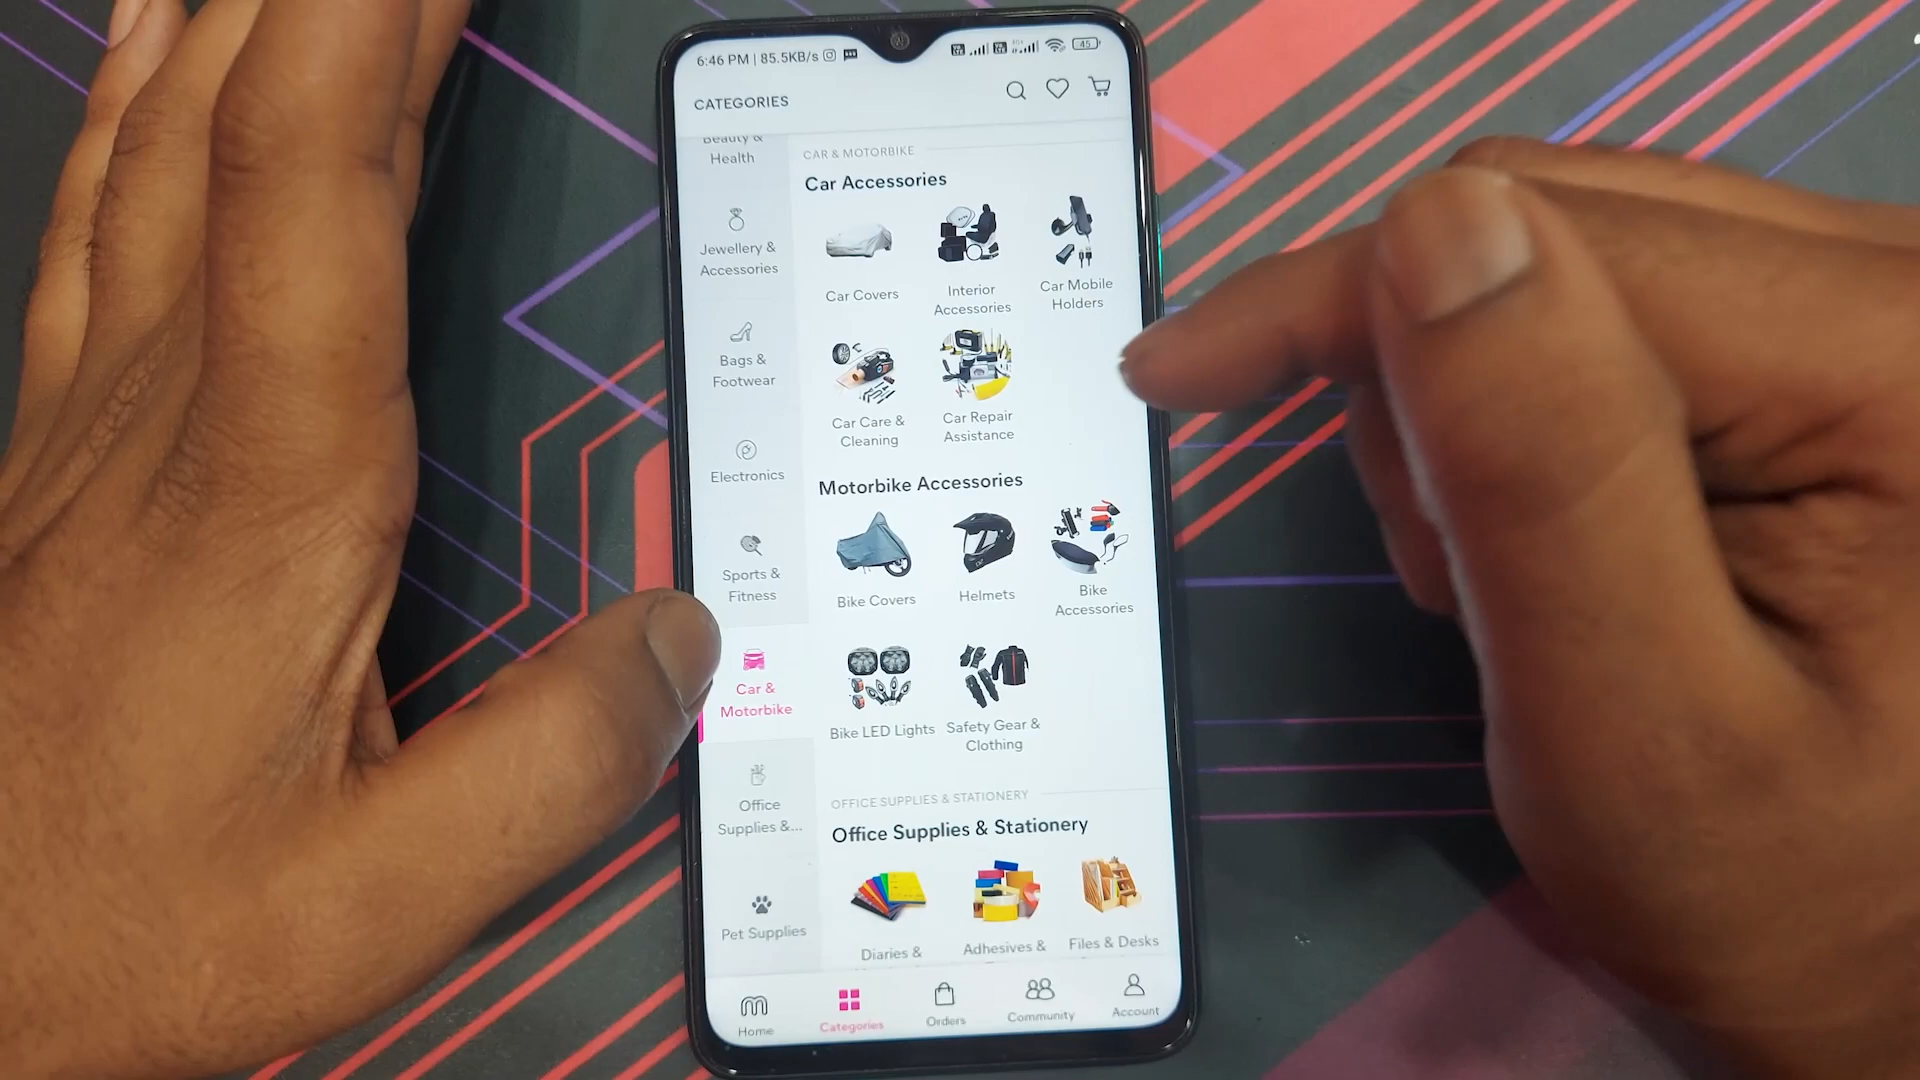 6:46 PM | 85.5KB/s
45
CATEGORIES
Beauty &
Health
Jewellery &
Accessories
Bags &
Footwear
Electronics
Sports &
Fitness
Car &
Motorbike
Office
Supplies &...
Pet Supplies
CAR & MOTORBIKE
Car Accessories
Car Covers
Interior
Accessories
Car Mobile
Holders
Car Care &
Cleaning
Car Repair
Assistance
Motorbike Accessories
Bike Covers
Helmets
Bike
Accessories
Bike LED Lights
Safety Gear &
Clothing
OFFICE SUPPLIES & STATIONERY
Office Supplies & Stationery
Diaries &
Adhesives &
Files & Desks
Home
Categories
Orders
Community
Account